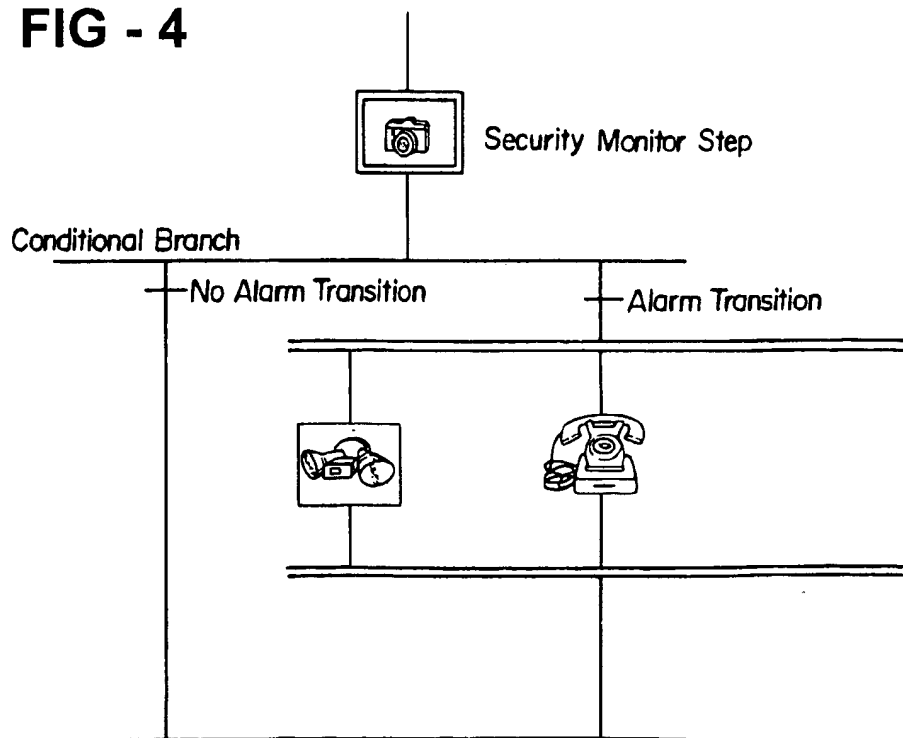 FIG - 4
Security Monitor Step
Conditional Branch
No Alarm Transition
Alarm Transition